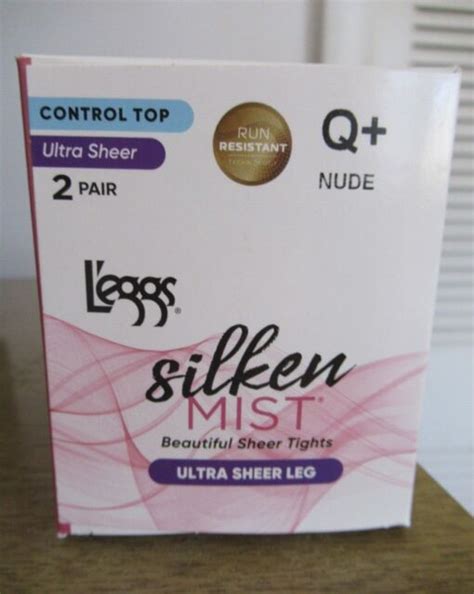 CONTROL TOP
Ultra Sheer
2 PAIR
RUN
RESISTANT
Q+
NUDE
L'eggs®
silken
MIST®
Beautiful Sheer Tights
ULTRA SHEER LEG